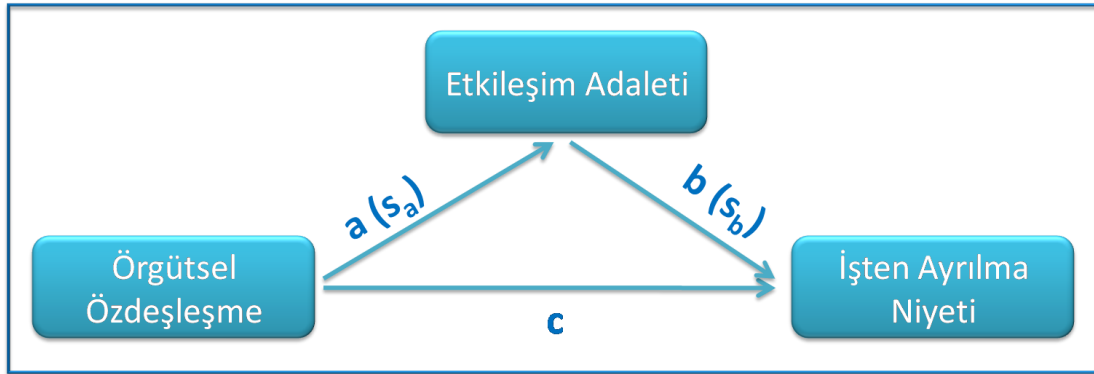 Etkileşim Adaleti
a (sa)
b (sb)
Örgütsel
Özdeşleşme
İşten Ayrılma
Niyeti
c